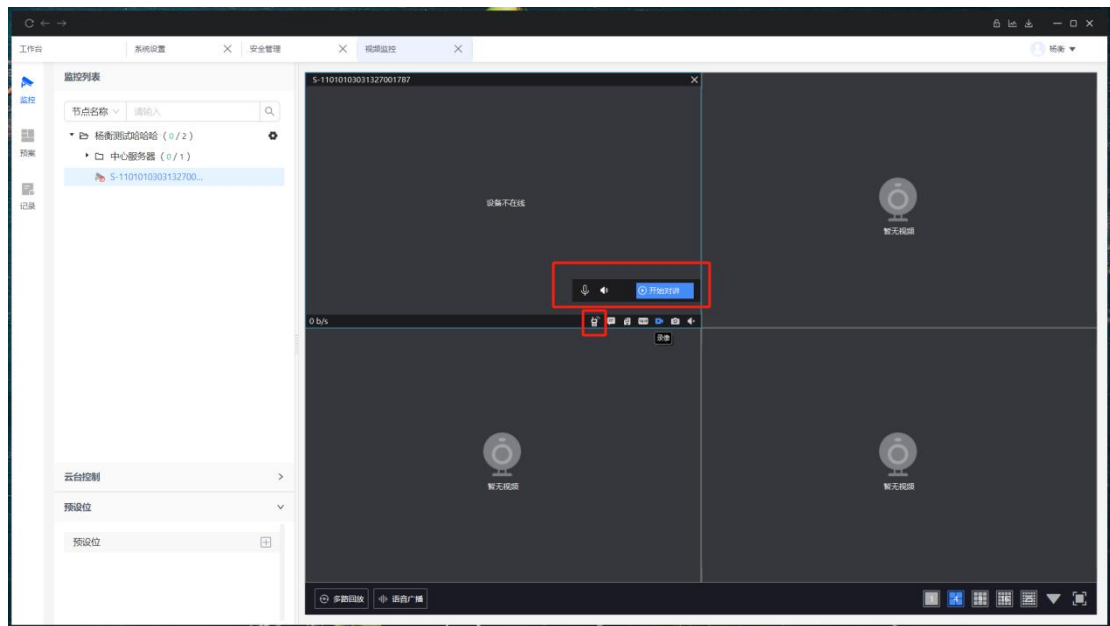 工作台 系统设置 安全管理 视频监控 杨衡
监控列表
监控
节点名称 请输入
杨衡测试哈哈哈 (0/2)
预案
中心服务器 (0/1)
S-1101010303132700...
记录
S-11010103031327001787
设备不在线
暂无视频
开始对讲
0 b/s
录像
暂无视频
暂无视频
云台控制
预设位
预设位
多路回放 语音广播